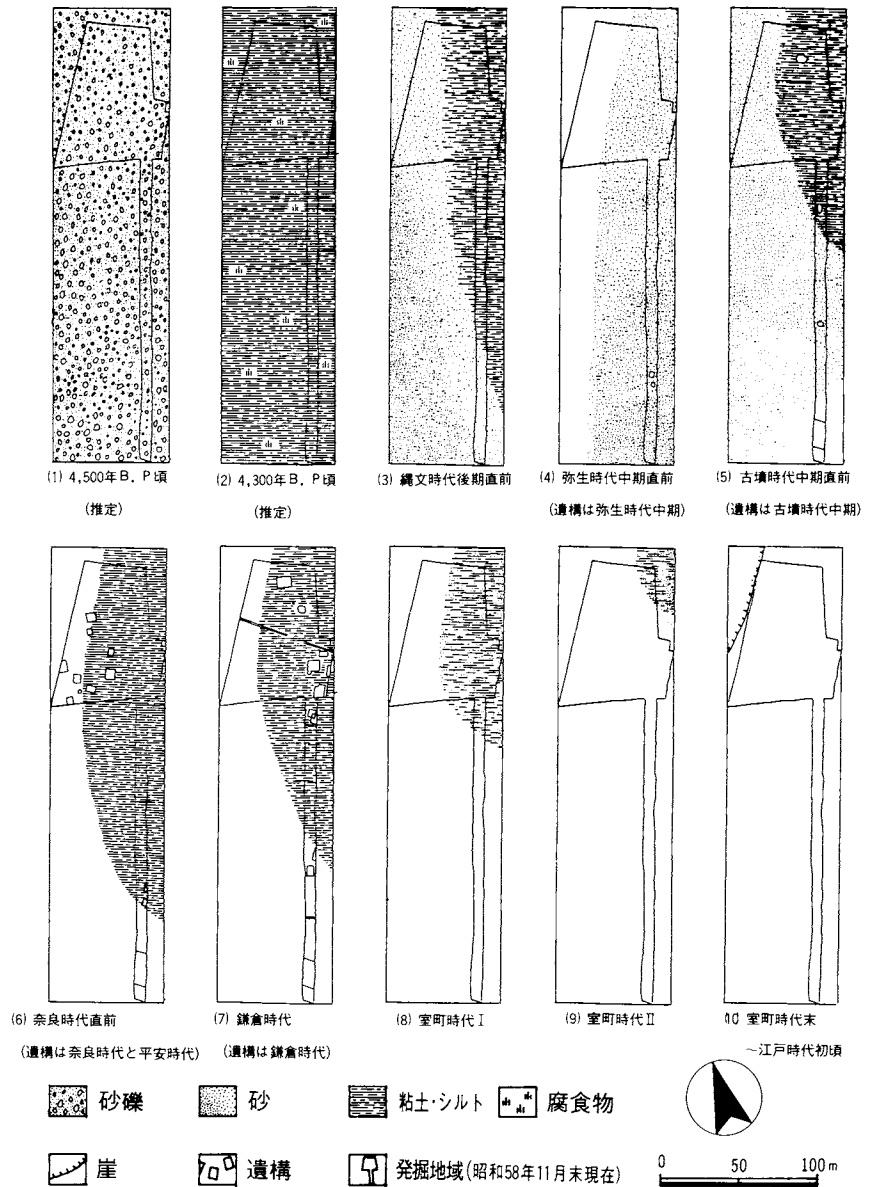 (1) 4,500年B.P頃
(推定)
(2) 4,300年B.P頃
(推定)
(3) 縄文時代後期直前
(4) 弥生時代中期直前
(遺構は弥生時代中期)
(5) 古墳時代中期直前
(遺構は古墳時代中期)
(6) 奈良時代直前
(遺構は奈良時代と平安時代)
(7) 鎌倉時代
(遺構は鎌倉時代)
(8) 室町時代Ⅰ
(9) 室町時代Ⅱ
(10) 室町時代末
～江戸時代初頃
砂礫
砂
粘土・シルト
腐食物
崖
遺構
発掘地域(昭和58年11月末現在)
0 50 100m